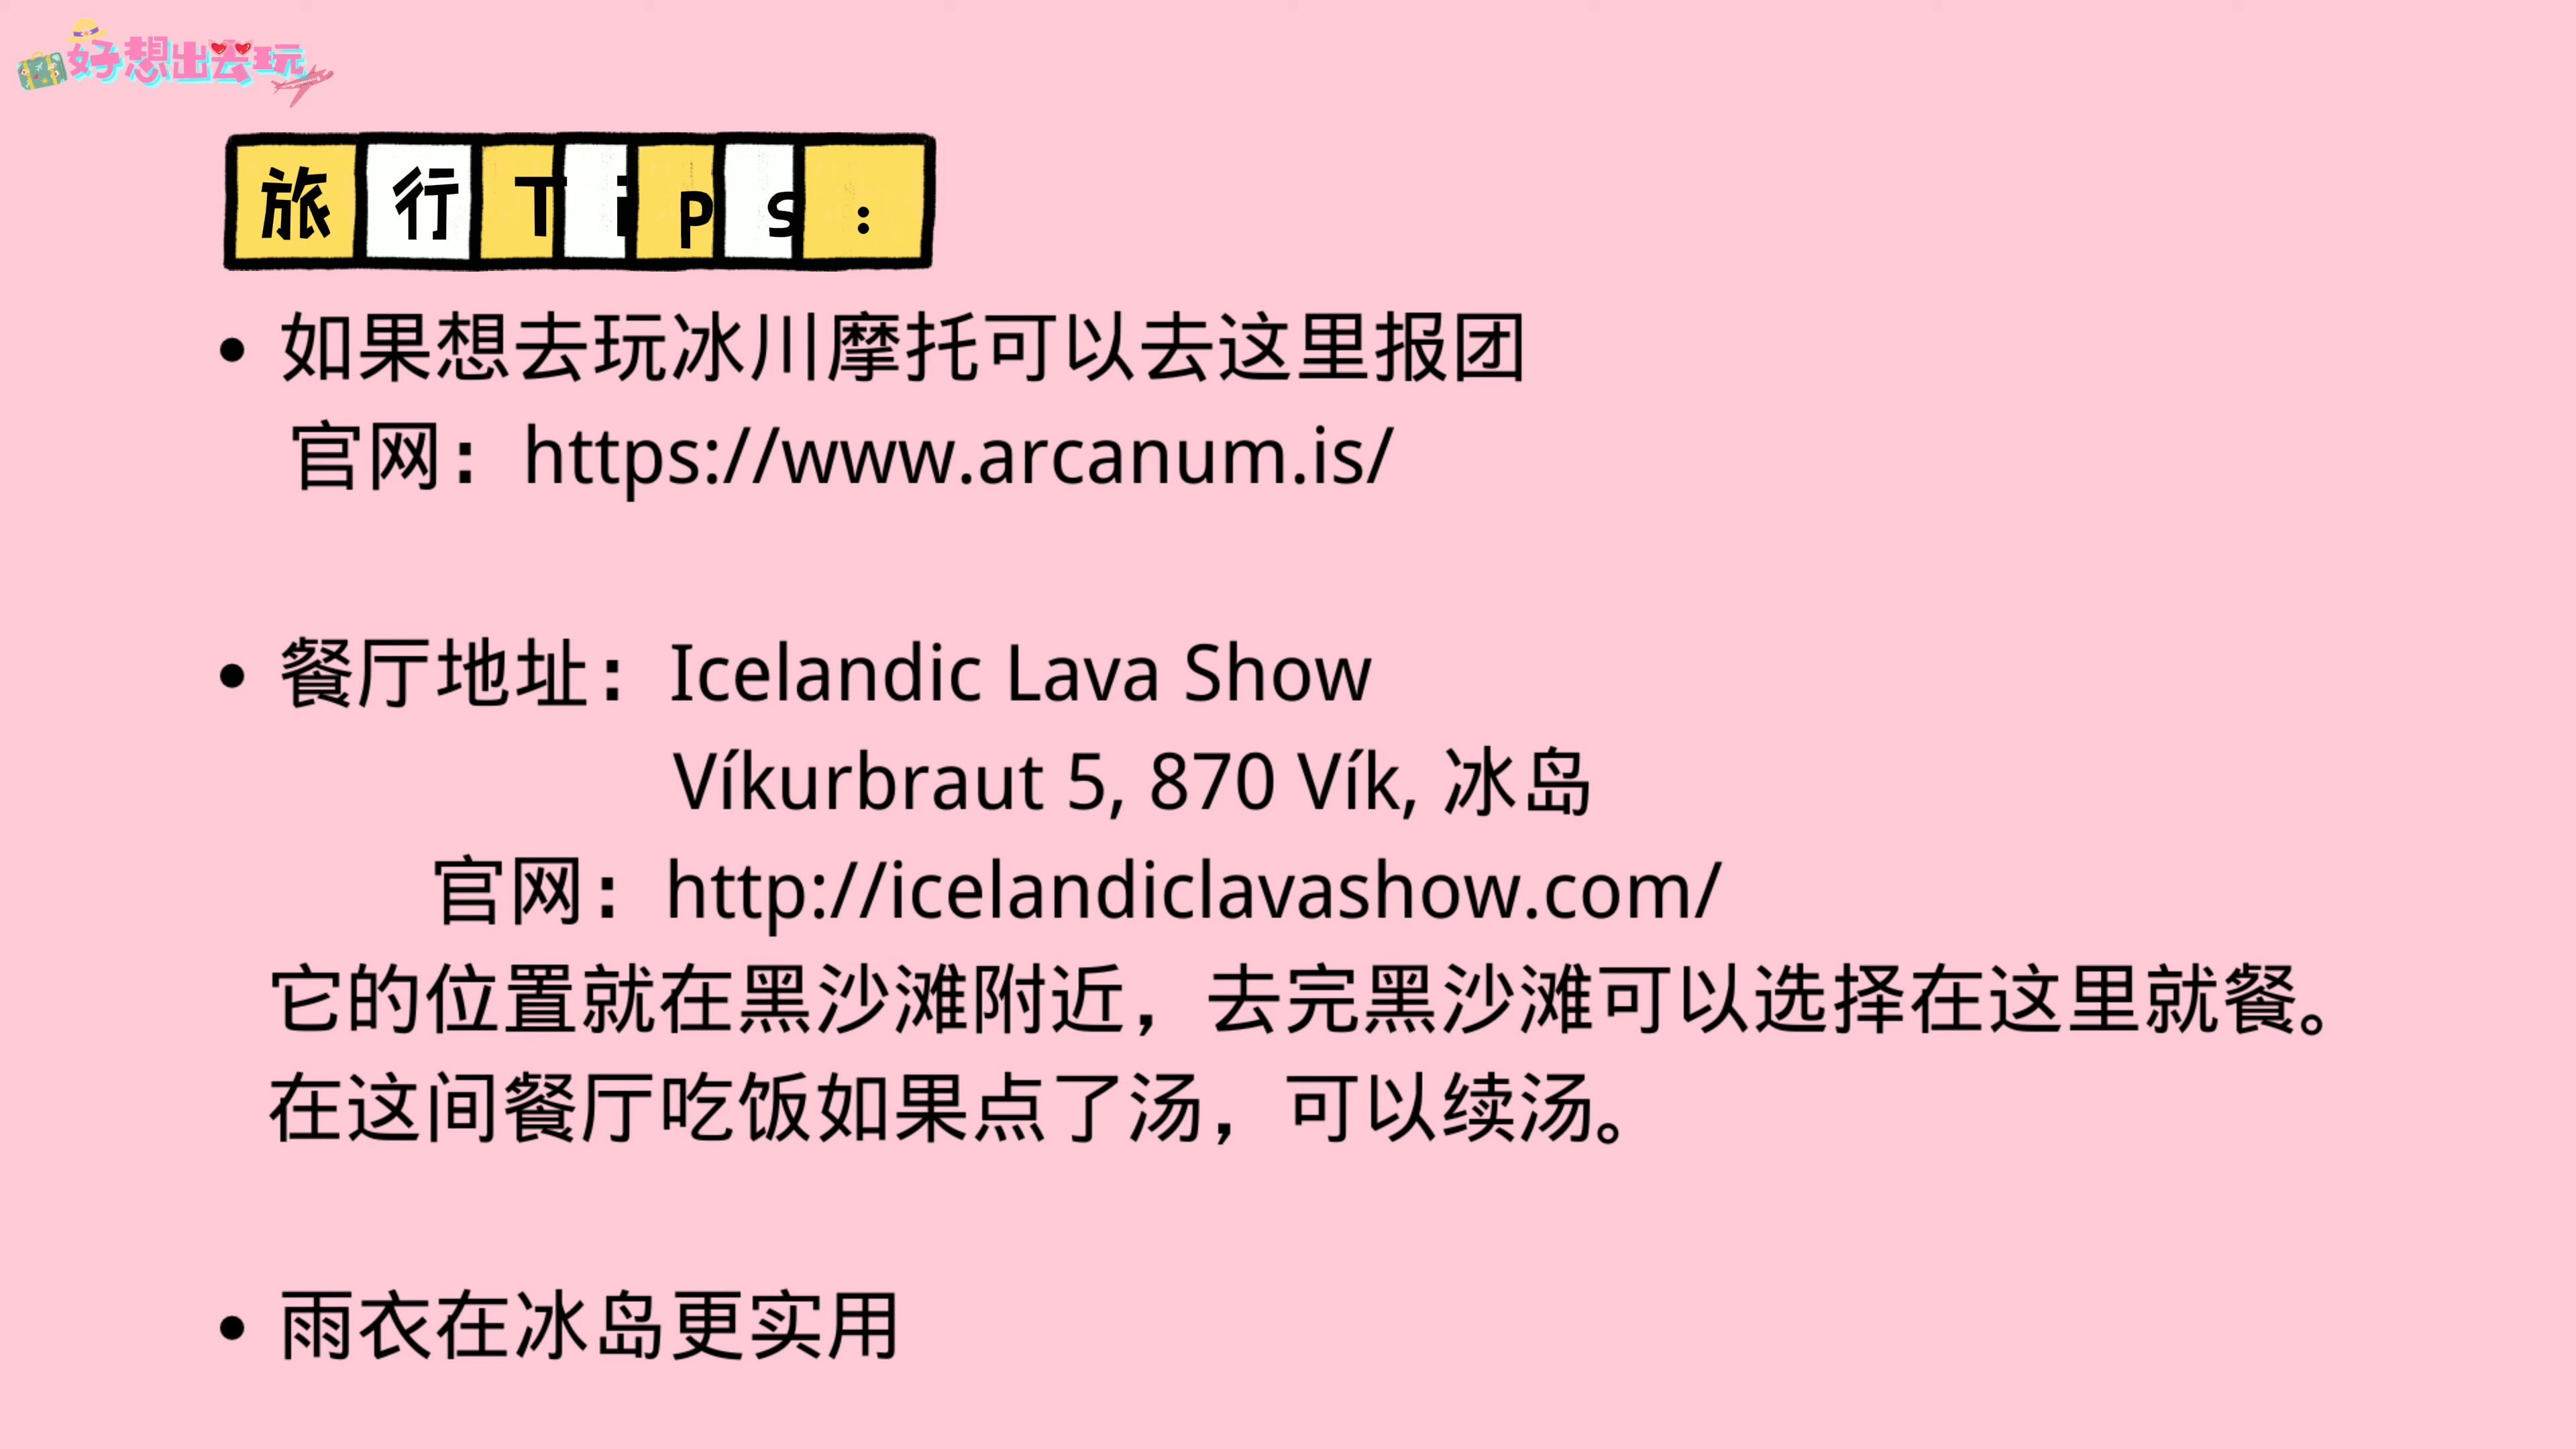 好想出去玩
旅行Tips：
• 如果想去玩冰川摩托可以去这里报团
官网：https://www.arcanum.is/
• 餐厅地址：Icelandic Lava Show
Víkurbraut 5, 870 Vík, 冰岛
官网：http://icelandiclavashow.com/
它的位置就在黑沙滩附近，去完黑沙滩可以选择在这里就餐。
在这间餐厅吃饭如果点了汤，可以续汤。
• 雨衣在冰岛更实用